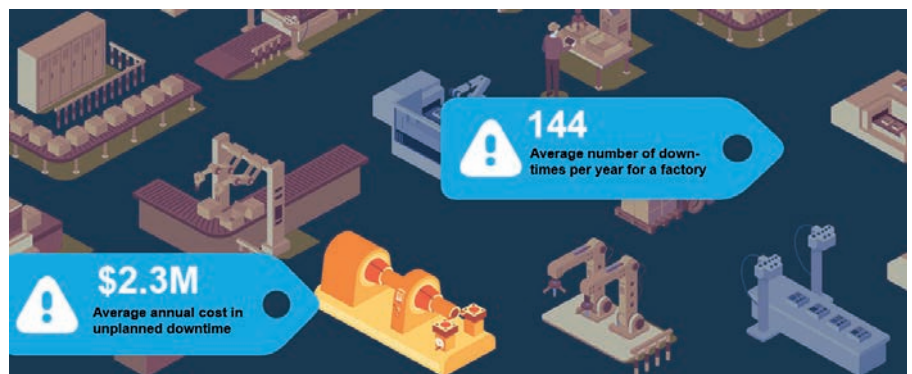 144
Average number of down-
times per year for a factory
$2.3M
Average annual cost in
unplanned downtime